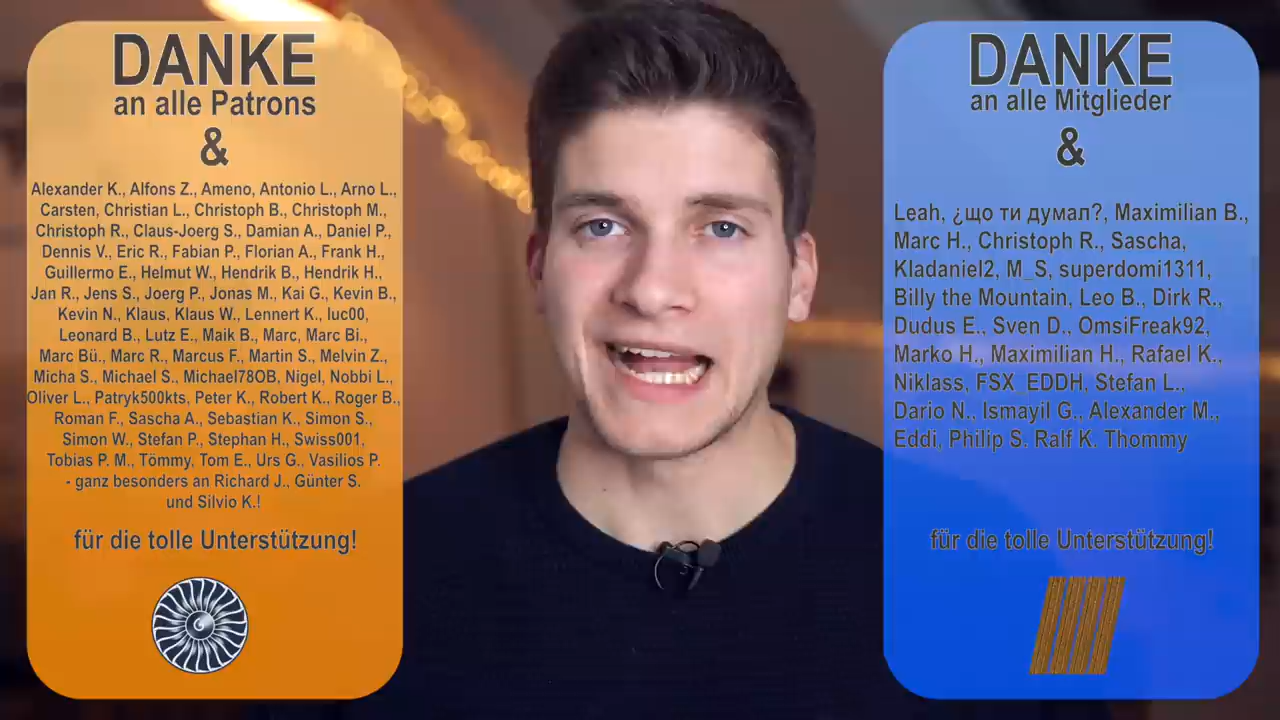 DANKE
an alle Patrons
&
Alexander K., Alfons Z., Ameno, Antonio L., Arno L.,
Carsten, Christian L., Christoph B., Christoph M.,
Christoph R., Claus-Joerg S., Damian A., Daniel P.,
Dennis V., Eric R., Fabian P., Florian A., Frank H.,
Guillermo E., Helmut W., Hendrik B., Hendrik H.,
Jan R., Jens S., Joerg P., Jonas M., Kai G., Kevin B.,
Kevin N., Klaus, Klaus W., Lennert K., luc00,
Leonard B., Lutz E., Maik B., Marc, Marc Bi.,
Marc Bü., Marc R., Marcus F., Martin S., Melvin Z.,
Micha S., Michael S., Michael78OB, Nigel, Nobbi L.,
Oliver L., Patryk500kts, Peter K., Robert K., Roger B.,
Roman F., Sascha A., Sebastian K., Simon S.,
Simon W., Stefan P., Stephan H., Swiss001,
Tobias P. M., Tömmy, Tom E., Urs G., Vasilios P.
- ganz besonders an Richard J., Günter S.
und Silvio K.!
für die tolle Unterstützung!
DANKE
an alle Mitglieder
&
Leah, ¿що ти думал?, Maximilian B.,
Marc H., Christoph R., Sascha,
Kladaniel2, M_S, superdomi1311,
Billy the Mountain, Leo B., Dirk R.,
Dudus E., Sven D., OmsiFreak92,
Marko H., Maximilian H., Rafael K.,
Niklass, FSX_EDDH, Stefan L.,
Dario N., Ismayil G., Alexander M.,
Eddi, Philip S. Ralf K. Thommy
für die tolle Unterstützung!